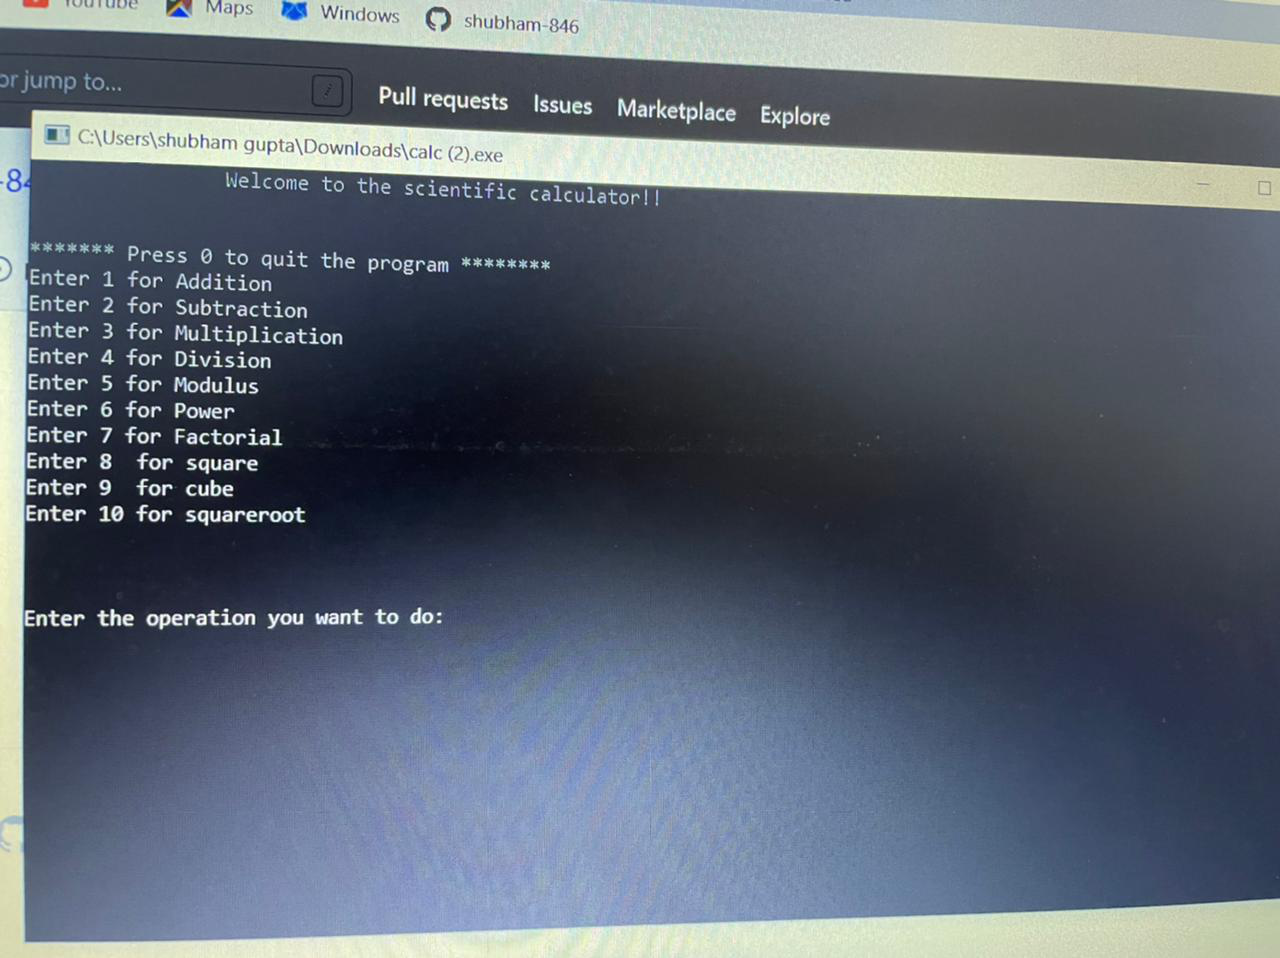 YouTube Maps Windows shubham-846
or jump to... /
Pull requests Issues Marketplace Explore
C:\Users\shubham gupta\Downloads\calc (2).exe
-84
Welcome to the scientific calculator!!
******* Press 0 to quit the program ********
Enter 1 for Addition
Enter 2 for Subtraction
Enter 3 for Multiplication
Enter 4 for Division
Enter 5 for Modulus
Enter 6 for Power
Enter 7 for Factorial
Enter 8  for square
Enter 9  for cube
Enter 10 for squareroot
Enter the operation you want to do: